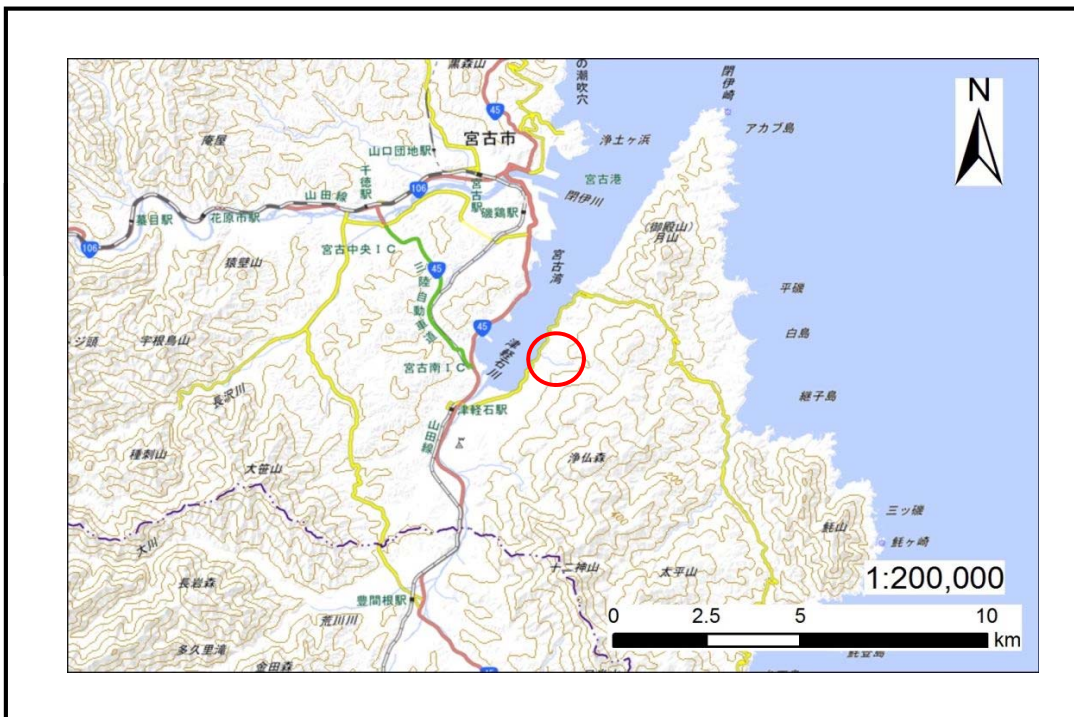 黒森山
の潮吹穴
閉伊崎
N
45
庵屋
宮古市
浄土ヶ浜
アカブ島
山口団地駅
宮古港
千徳駅
山田線
106
宮古駅
閉伊川
蟇目駅
花原市駅
磯鶏駅
(御殿山)
月山
106
宮古中央IC
猿壁山
45
宮古湾
平磯
三陸自動車道
45
白島
ジ頭
宇根鳥山
津軽石川
宮古南IC
長沢川
継子島
津軽石駅
山田線
種刺山
大笹山
浄仏森
400
三ッ磯
魹山
魹ヶ崎
大川
十二神山
太平山
長岩森
1:200,000
豊間根駅
荒川川
0 2.5 5 10
km
多久里滝
金田森
45